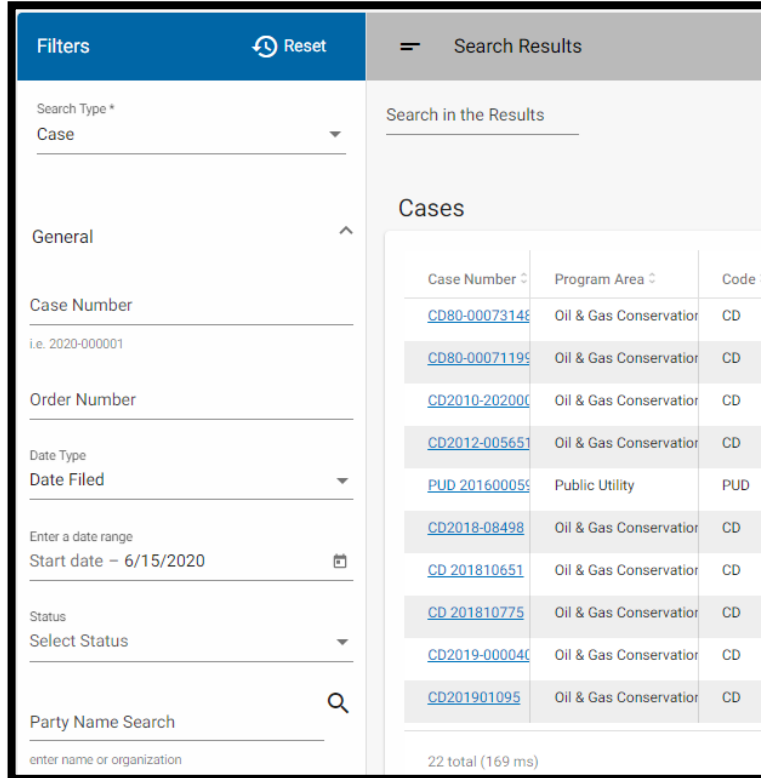 Filters
Reset
Search Type *
Case
General
Case Number
i.e. 2020-000001
Order Number
Date Type
Date Filed
Enter a date range
Start date – 6/15/2020
Status
Select Status
Party Name Search
enter name or organization
Search Results
Search in the Results
Cases
Case Number Program Area Code
CD80-00073148 Oil & Gas Conservation CD
CD80-00071199 Oil & Gas Conservation CD
CD2010-202000 Oil & Gas Conservation CD
CD2012-005651 Oil & Gas Conservation CD
PUD 201600059 Public Utility PUD
CD2018-08498 Oil & Gas Conservation CD
CD 201810651 Oil & Gas Conservation CD
CD 201810775 Oil & Gas Conservation CD
CD2019-000040 Oil & Gas Conservation CD
CD201901095 Oil & Gas Conservation CD
22 total (169 ms)